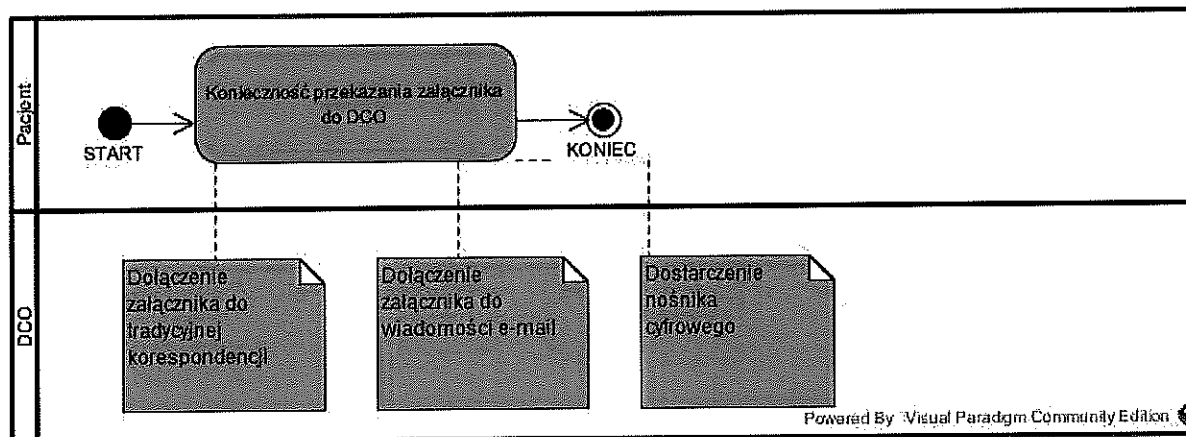 Pacjent
Konieczność przekazania załącznika
do DCO
START
KONIEC
DCO
Dołączenie
załącznika do
tradycyjnej
korespondencji
Dołączenie
załącznika do
wiadomości e-mail
Dostarczenie
nośnika
cyfrowego
Powered By Visual Paradigm Community Edition